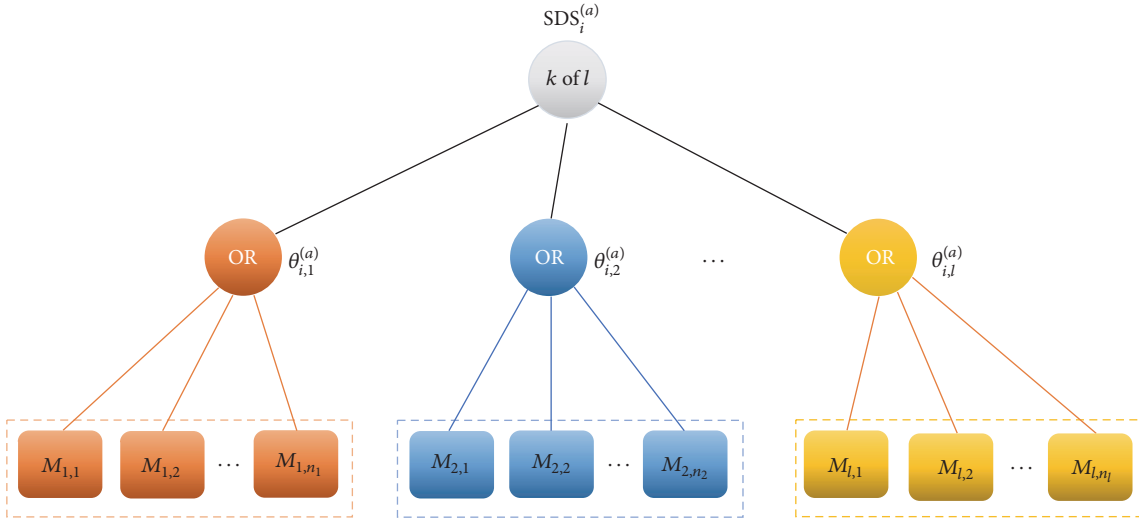 SDS_i^{(a)}
k of l
OR θ_{i,1}^{(a)} OR θ_{i,2}^{(a)} ⋯ OR θ_{i,l}^{(a)}
M_{1,1} M_{1,2} ⋯ M_{1,n_1} M_{2,1} M_{2,2} ⋯ M_{2,n_2} M_{l,1} M_{l,2} ⋯ M_{l,n_l}